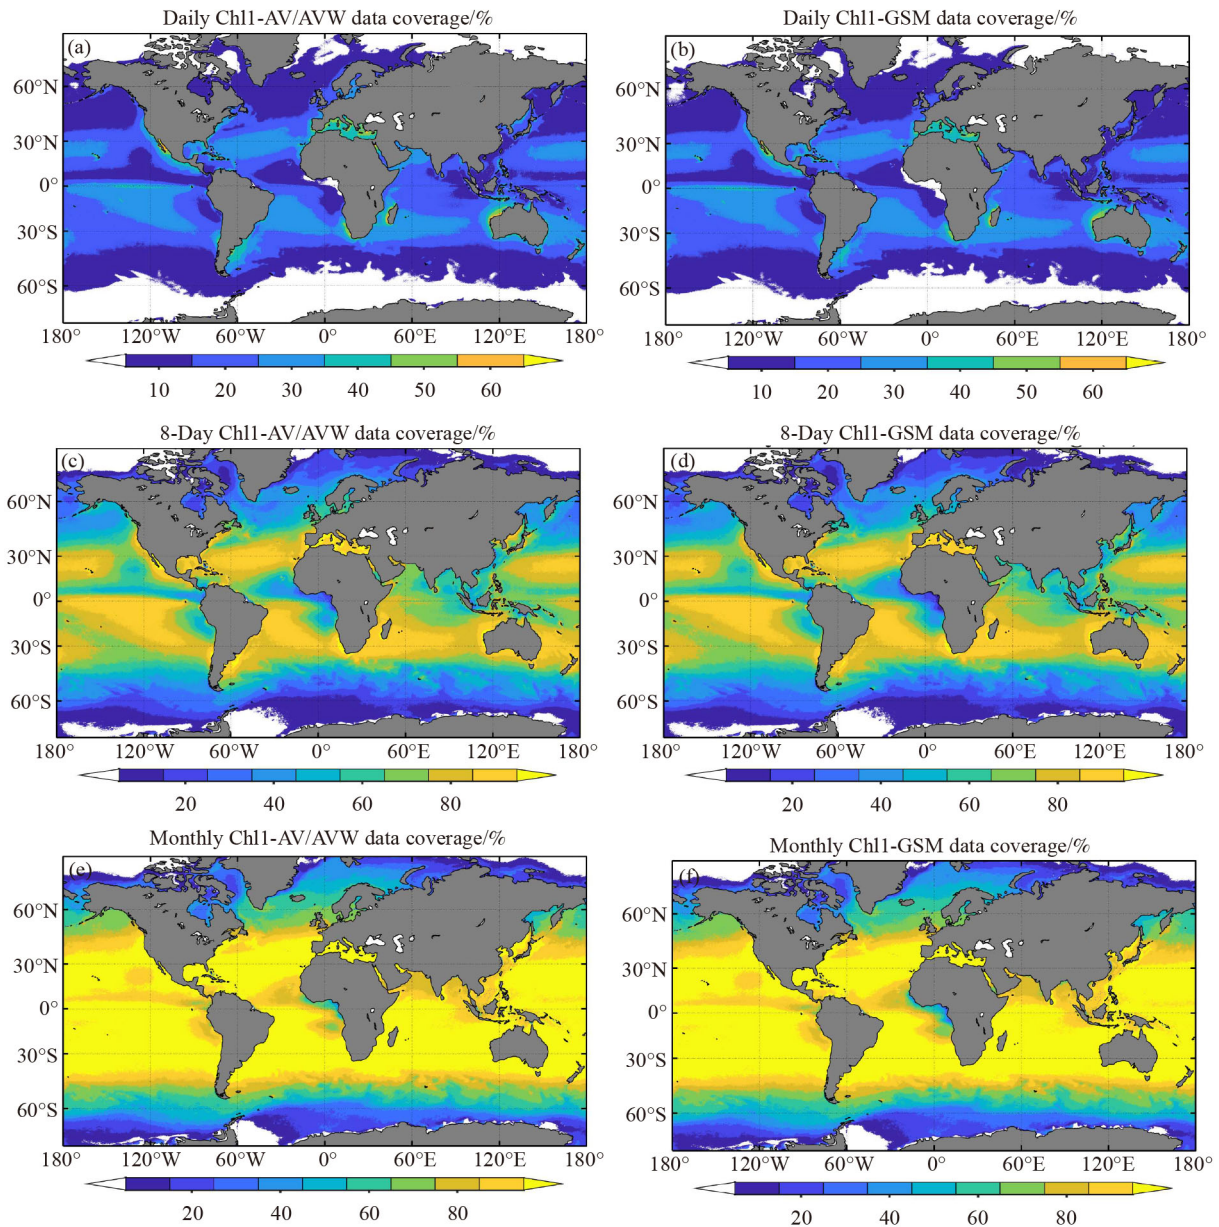 Daily Chl1-AV/AVW data coverage/%
Daily Chl1-GSM data coverage/%
(a)
(b)
60°N
30°N
0°
30°S
60°S
60°N
30°N
0°
30°S
60°S
180° 120°W 60°W 0° 60°E 120°E 180°
180° 120°W 60°W 0° 60°E 120°E 180°
10 20 30 40 50 60
10 20 30 40 50 60
8-Day Chl1-AV/AVW data coverage/%
8-Day Chl1-GSM data coverage/%
(c)
(d)
60°N
30°N
0°
30°S
60°S
60°N
30°N
0°
30°S
60°S
180° 120°W 60°W 0° 60°E 120°E 180°
180° 120°W 60°W 0° 60°E 120°E 180°
20 40 60 80
20 40 60 80
Monthly Chl1-AV/AVW data coverage/%
Monthly Chl1-GSM data coverage/%
(e)
(f)
60°N
30°N
0°
30°S
60°S
60°N
30°N
0°
30°S
60°S
180° 120°W 60°W 0° 60°E 120°E 180°
180° 120°W 60°W 0° 60°E 120°E 180°
20 40 60 80
20 40 60 80